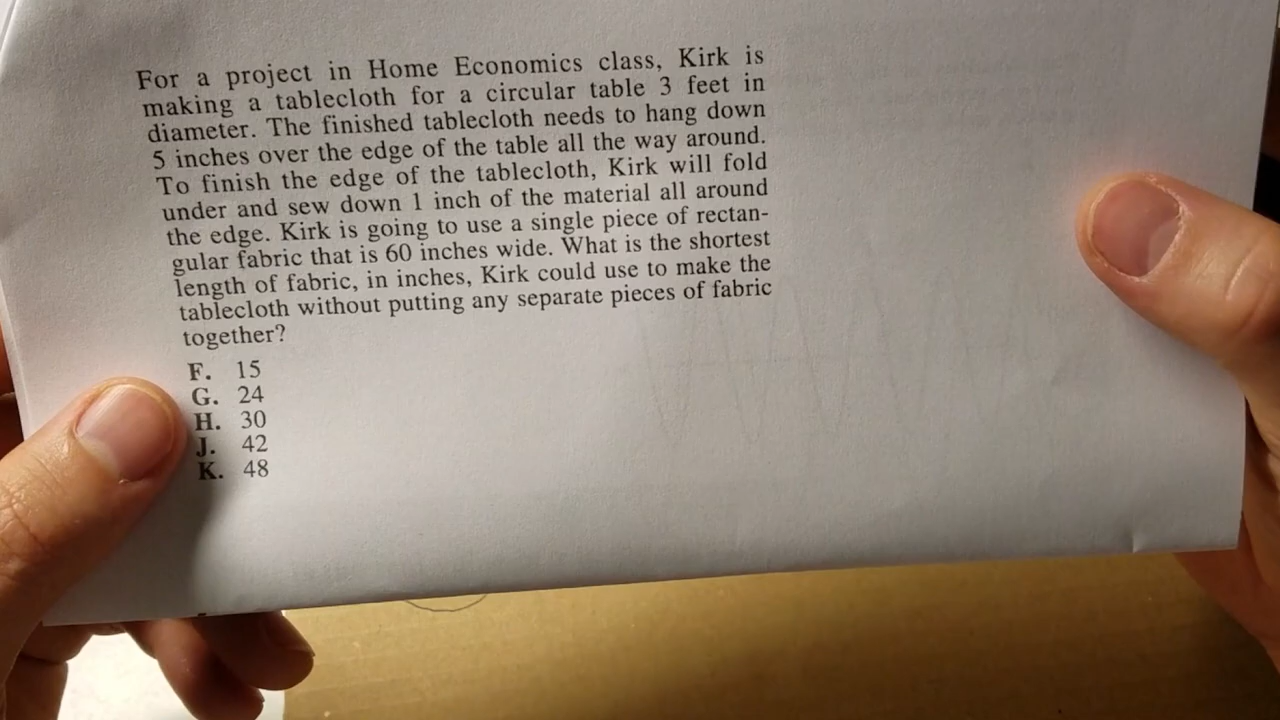 For a project in Home Economics class, Kirk is
making a tablecloth for a circular table 3 feet in
diameter. The finished tablecloth needs to hang down
5 inches over the edge of the table all the way around.
To finish the edge of the tablecloth, Kirk will fold
under and sew down 1 inch of the material all around
the edge. Kirk is going to use a single piece of rectan-
gular fabric that is 60 inches wide. What is the shortest
length of fabric, in inches, Kirk could use to make the
tablecloth without putting any separate pieces of fabric
together?
F. 15
G. 24
H. 30
J. 42
K. 48